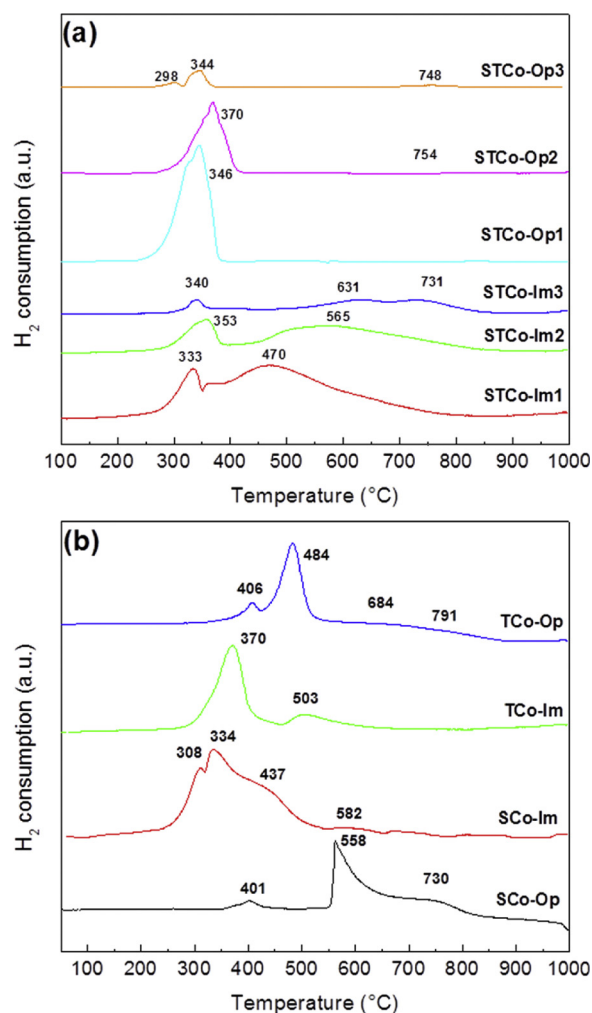 (a)
298
344
748
STCo-Op3
370
754
STCo-Op2
346
STCo-Op1
340
631
731
STCo-Im3
353
565
STCo-Im2
333
470
STCo-Im1
H2 consumption (a.u.)
100 200 300 400 500 600 700 800 900 1000
Temperature (°C)
(b)
484
406
684
791
TCo-Op
370
503
TCo-Im
334
308
437
582
SCo-Im
558
401
730
SCo-Op
H2 consumption (a.u.)
100 200 300 400 500 600 700 800 900 1000
Temperature (°C)